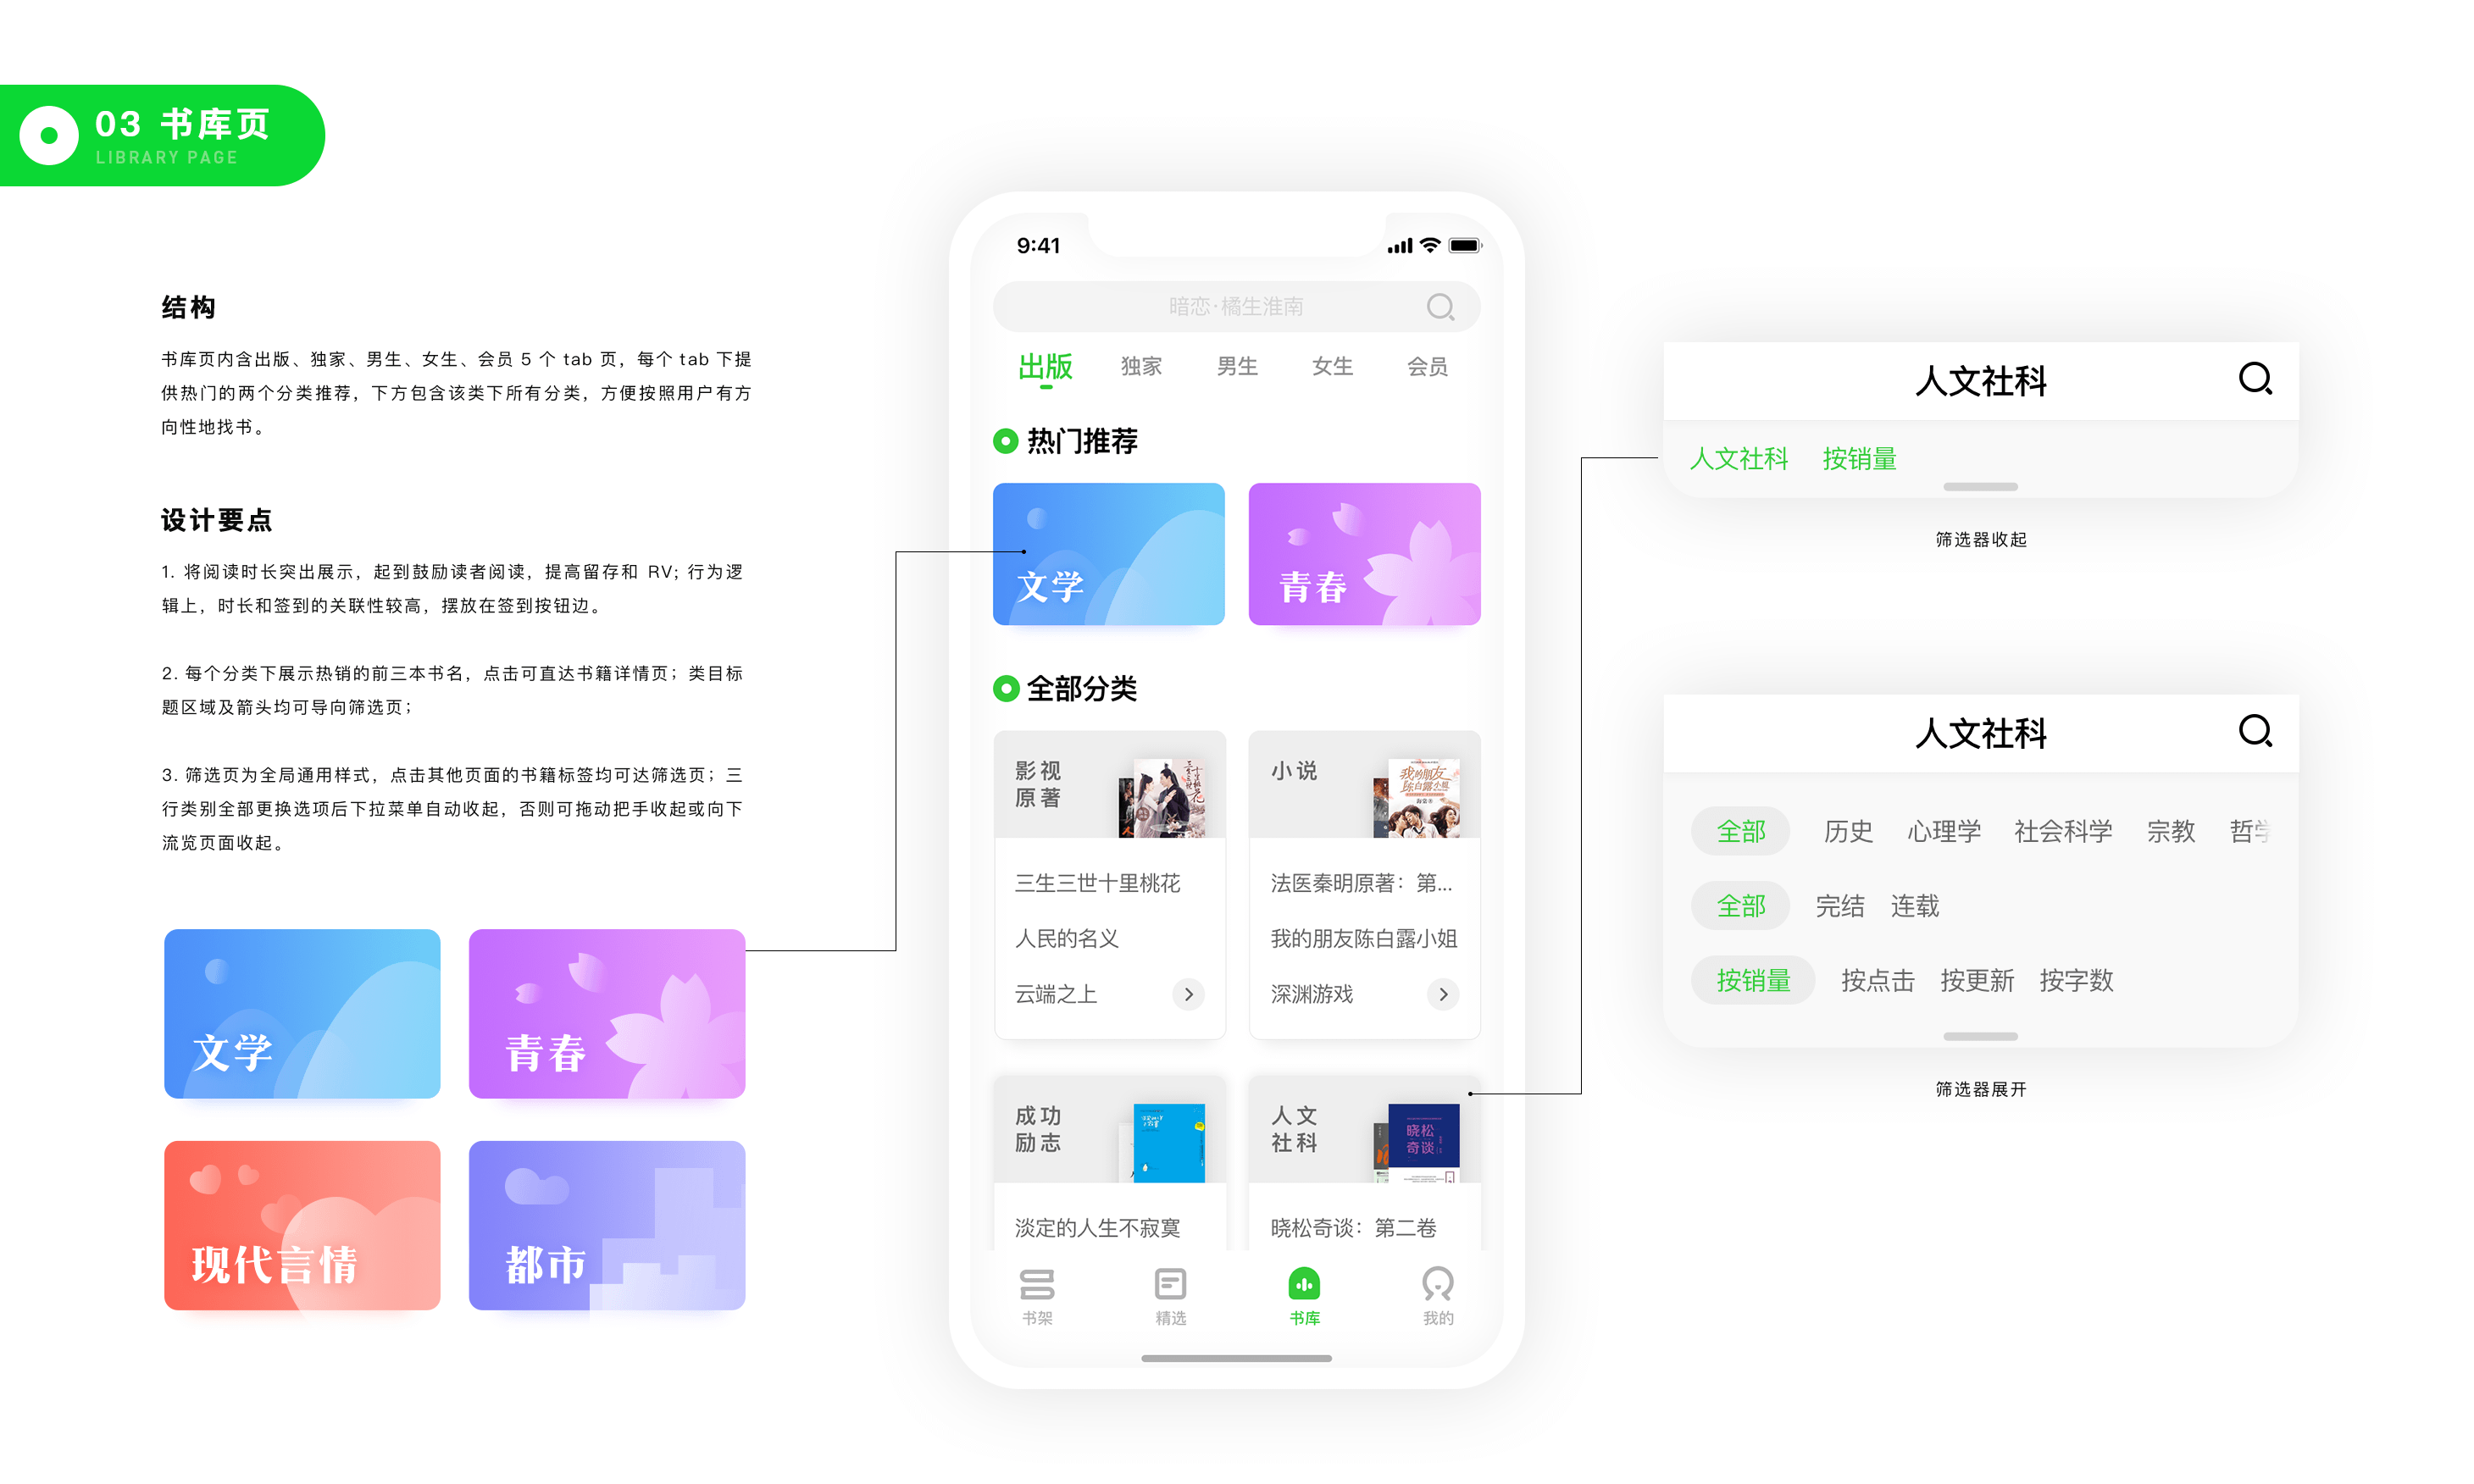 03 书库页
LIBRARY PAGE
结构
书库页内含出版、独家、男生、女生、会员 5 个 tab 页，每个 tab 下提
供热门的两个分类推荐，下方包含该类下所有分类，方便按照用户有方
向性地找书。
设计要点
1. 将阅读时长突出展示，起到鼓励读者阅读，提高留存和 RV; 行为逻
辑上，时长和签到的关联性较高，摆放在签到按钮边。
2. 每个分类下展示热销的前三本书名，点击可直达书籍详情页；类目标
题区域及箭头均可导向筛选页；
3. 筛选页为全局通用样式，点击其他页面的书籍标签均可达筛选页；三
行类别全部更换选项后下拉菜单自动收起，否则可拖动把手收起或向下
流览页面收起。
文学
青春
现代言情
都市
9:41
暗恋·橘生淮南
出版 独家 男生 女生 会员
热门推荐
文学
青春
全部分类
影视
原著
三生三世十里桃花
人民的名义
云端之上
小说
我的朋友
陈白露小姐
法医秦明原著：第...
我的朋友陈白露小姐
深渊游戏
成功
励志
淡定的人生不寂寞
人文
社科
晓松
奇谈
晓松奇谈：第二卷
书架 精选 书库 我的
人文社科
人文社科 按销量
筛选器收起
人文社科
全部 历史 心理学 社会科学 宗教 哲学
全部 完结 连载
按销量 按点击 按更新 按字数
筛选器展开